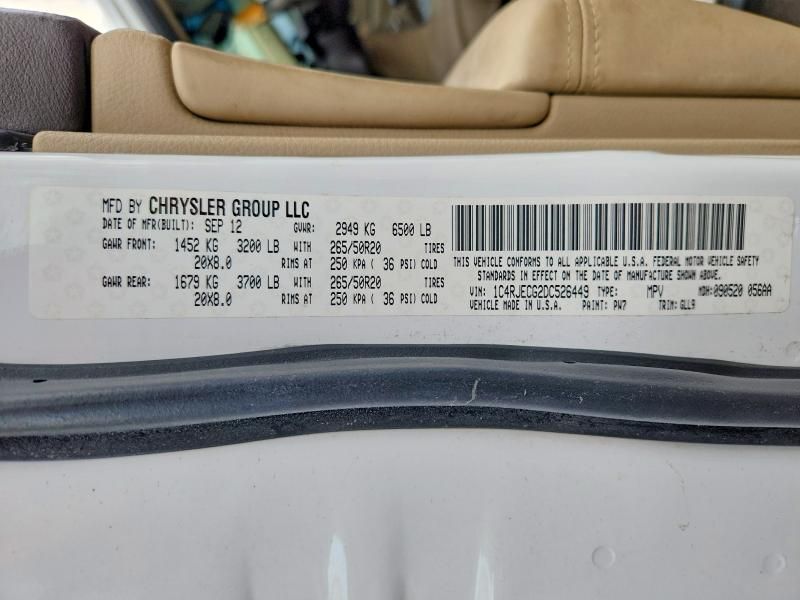 MFD BY CHRYSLER GROUP LLC
DATE OF MFR(BUILT): SEP 12 GVWR: 2949 KG 6500 LB
GAWR FRONT: 1452 KG 3200 LB WITH 265/50R20 TIRES
20X8.0 RIMS AT 250 KPA ( 36 PSI) COLD
GAWR REAR: 1679 KG 3700 LB WITH 265/50R20 TIRES
20X8.0 RIMS AT 250 KPA ( 36 PSI) COLD
THIS VEHICLE CONFORMS TO ALL APPLICABLE U.S.A. FEDERAL MOTOR VEHICLE SAFETY
STANDARDS IN EFFECT ON THE DATE OF MANUFACTURE SHOWN ABOVE.
VIN: 1C4RJECG2DC526449 TYPE: MPV MDH:090520 056AA
VEHICLE MADE IN U.S.A. PAINT: PW7 TRIM: GLL9